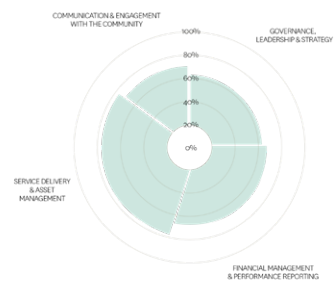 COMMUNICATION & ENGAGEMENT
WITH THE COMMUNITY
GOVERNANCE,
LEADERSHIP & STRATEGY
100%
80%
60%
40%
20%
0%
SERVICE DELIVERY
& ASSET
MANAGEMENT
FINANCIAL MANAGEMENT
& PERFORMANCE REPORTING